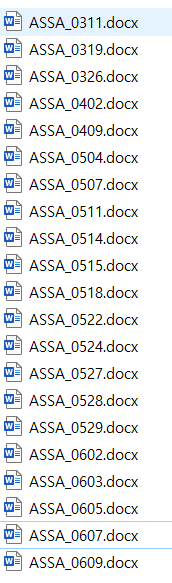 ASSA_0311.docx
ASSA_0319.docx
ASSA_0326.docx
ASSA_0402.docx
ASSA_0409.docx
ASSA_0504.docx
ASSA_0507.docx
ASSA_0511.docx
ASSA_0514.docx
ASSA_0515.docx
ASSA_0518.docx
ASSA_0522.docx
ASSA_0524.docx
ASSA_0527.docx
ASSA_0528.docx
ASSA_0529.docx
ASSA_0602.docx
ASSA_0603.docx
ASSA_0605.docx
ASSA_0607.docx
ASSA_0609.docx